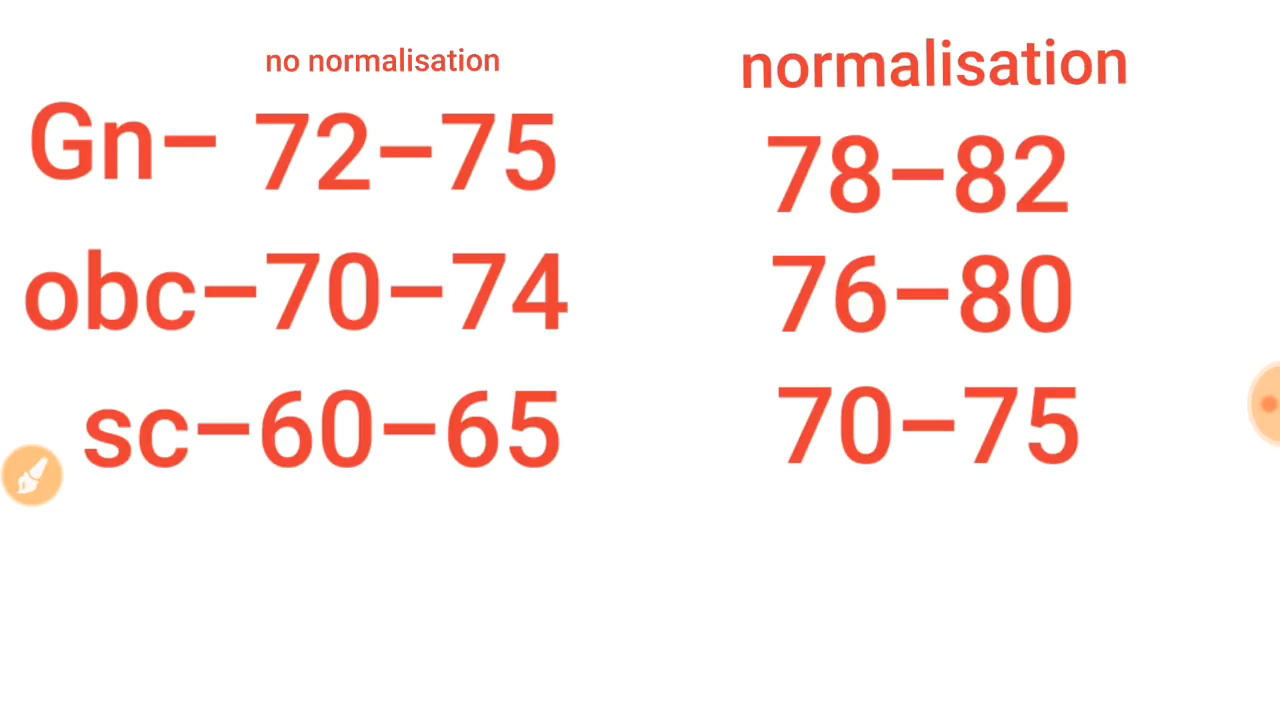 no normalisation normalisation
Gn– 72–75 78–82
obc–70–74 76–80
sc–60–65 70–75